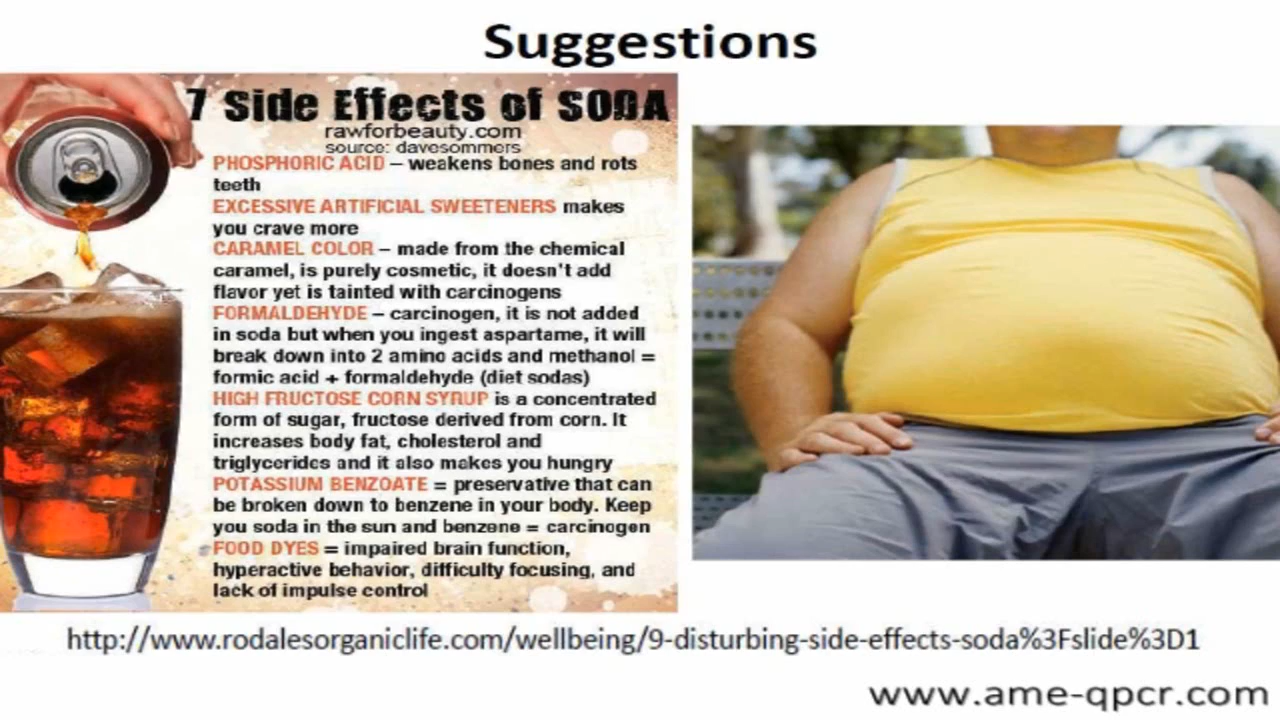 Suggestions
7 Side Effects of SODA
rawforbeauty.com
source: davesommers
PHOSPHORIC ACID – weakens bones and rots
teeth
EXCESSIVE ARTIFICIAL SWEETENERS makes
you crave more
CARAMEL COLOR – made from the chemical
caramel, is purely cosmetic, it doesn't add
flavor yet is tainted with carcinogens
FORMALDEHYDE – carcinogen, it is not added
in soda but when you ingest aspartame, it will
break down into 2 amino acids and methanol =
formic acid + formaldehyde (diet sodas)
HIGH FRUCTOSE CORN SYRUP is a concentrated
form of sugar, fructose derived from corn. It
increases body fat, cholesterol and
triglycerides and it also makes you hungry
POTASSIUM BENZOATE = preservative that can
be broken down to benzene in your body. Keep
you soda in the sun and benzene = carcinogen
FOOD DYES = impaired brain function,
hyperactive behavior, difficulty focusing, and
lack of impulse control
http://www.rodalesorganiclife.com/wellbeing/9-disturbing-side-effects-soda%3Fslide%3D1
www.ame-qpcr.com